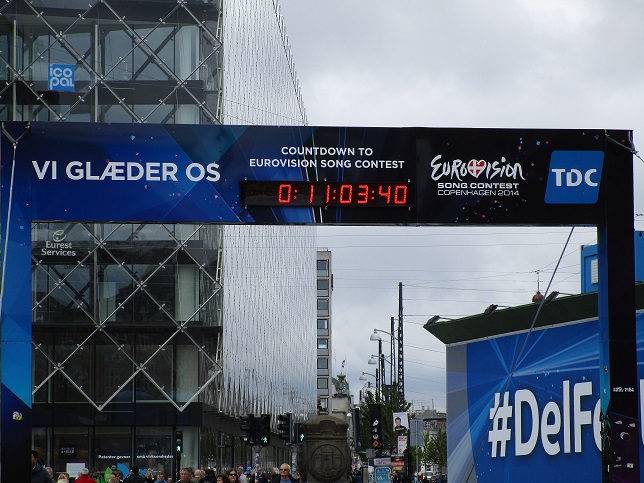 icopal
VI GLÆDER OS
COUNTDOWN TO
EUROVISION SONG CONTEST
0:11:03:40
EUROVISION
SONG CONTEST
COPENHAGEN 2014
TDC
Eurest
Services
#DelFe
Patenter